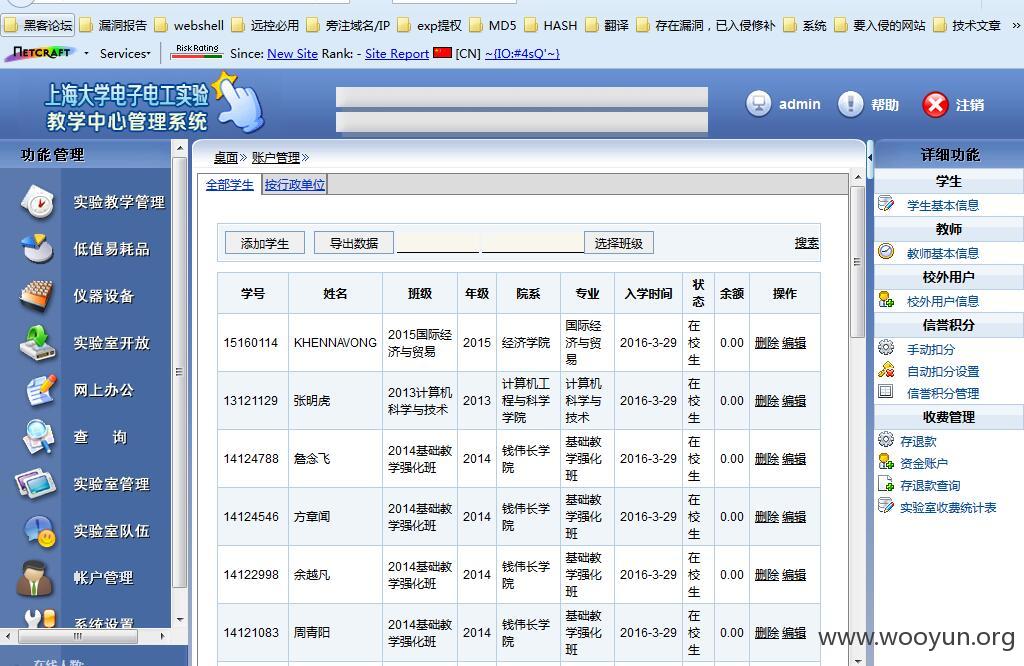 黑客论坛 漏洞报告 webshell 远控必用 旁注域名/IP exp提权 MD5 HASH 翻译 存在漏洞，已入侵修补 系统 要入侵的网站 技术文章 »
NETCRAFT Services Risk Rating Since: New Site Rank: - Site Report [CN] ~{IO:#4sQ'~}
上海大学电子电工实验
教学中心管理系统
admin 帮助 注销
功能管理
实验教学管理
低值易耗品
仪器设备
实验室开放
网上办公
查 询
实验室管理
实验室队伍
帐户管理
系统设置
在线人数:
桌面» 账户管理»
全部学生 按行政单位
添加学生 导出数据 选择班级 搜索
学号 姓名 班级 年级 院系 专业 入学时间 状态 余额 操作
15160114 KHENNAVONG 2015国际经济与贸易 2015 经济学院 国际经济与贸易 2016-3-29 在校生 0.00 删除 编辑
13121129 张明虎 2013计算机科学与技术 2013 计算机工程与科学学院 计算机科学与技术 2016-3-29 在校生 0.00 删除 编辑
14124788 詹念飞 2014基础教学强化班 2014 钱伟长学院 基础教学强化班 2016-3-29 在校生 0.00 删除 编辑
14124546 方章闻 2014基础教学强化班 2014 钱伟长学院 基础教学强化班 2016-3-29 在校生 0.00 删除 编辑
14122998 余越凡 2014基础教学强化班 2014 钱伟长学院 基础教学强化班 2016-3-29 在校生 0.00 删除 编辑
14121083 周青阳 2014基础教学强化班 2014 钱伟长学院 基础教学强化班 2016-3-29 在校生 0.00 删除 编辑
详细功能
学生
学生基本信息
教师
教师基本信息
校外用户
校外用户信息
信誉积分
手动扣分
自动扣分设置
信誉积分管理
收费管理
存退款
资金账户
存退款查询
实验室收费统计表
www.wooyun.org